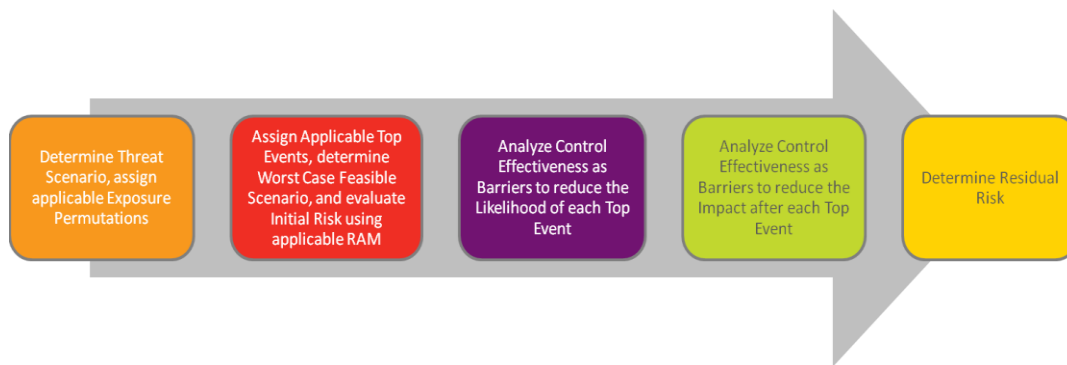 Determine Threat
Scenario, assign
applicable Exposure
Permutations
Assign Applicable Top
Events, determine
Worst Case Feasible
Scenario, and evaluate
Initial Risk using
applicable RAM
Analyze Control
Effectiveness as
Barriers to reduce the
Likelihood of each Top
Event
Analyze Control
Effectiveness as
Barriers to reduce the
Impact after each Top
Event
Determine Residual
Risk